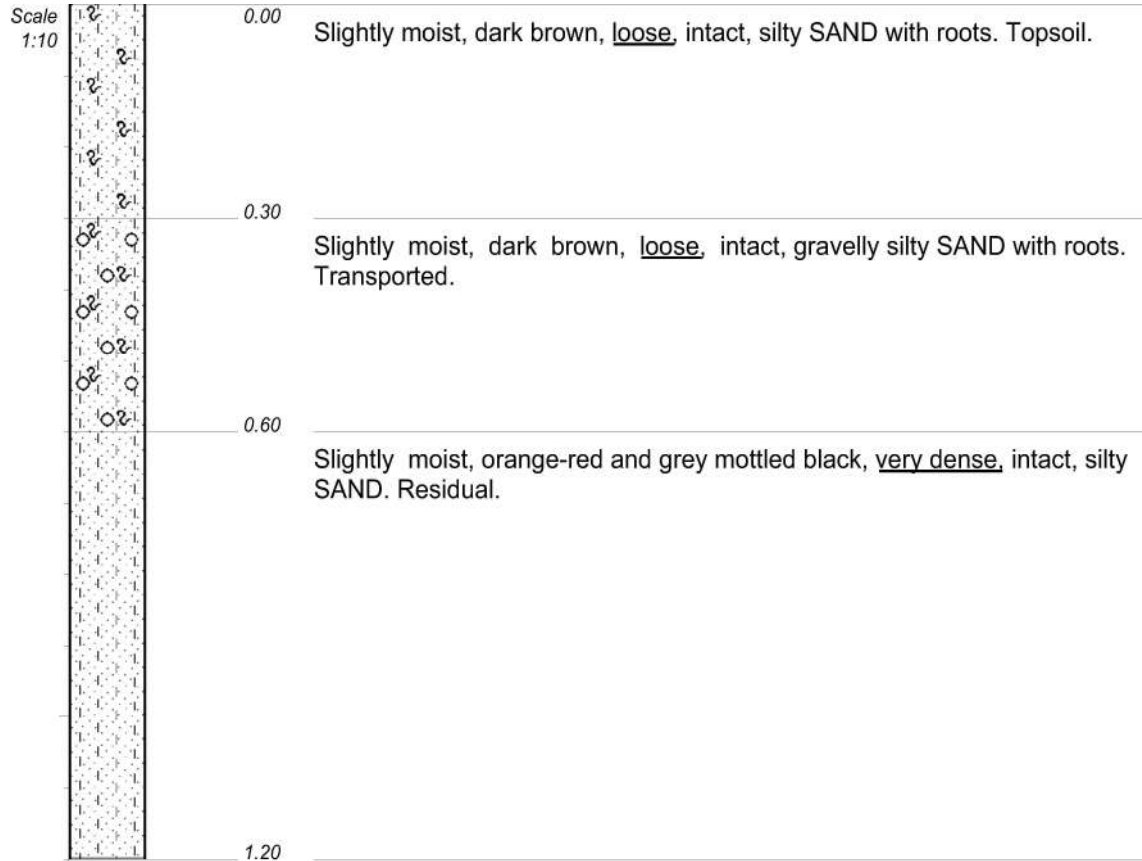 Scale
1:10
0.00
Slightly moist, dark brown, loose, intact, silty SAND with roots. Topsoil.
0.30
Slightly moist, dark brown, loose, intact, gravelly silty SAND with roots.
Transported.
0.60
Slightly moist, orange-red and grey mottled black, very dense, intact, silty
SAND. Residual.
1.20